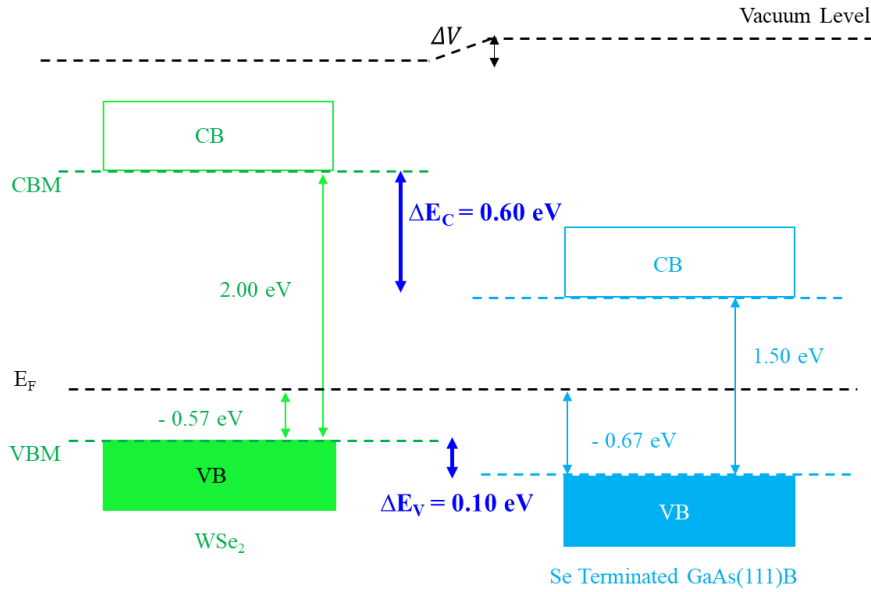 Vacuum Level
ΔV
CB
CBM
ΔE_C = 0.60 eV
CB
2.00 eV
1.50 eV
E_F
- 0.57 eV
- 0.67 eV
VBM
VB
ΔE_V = 0.10 eV
VB
WSe₂
Se Terminated GaAs(111)B